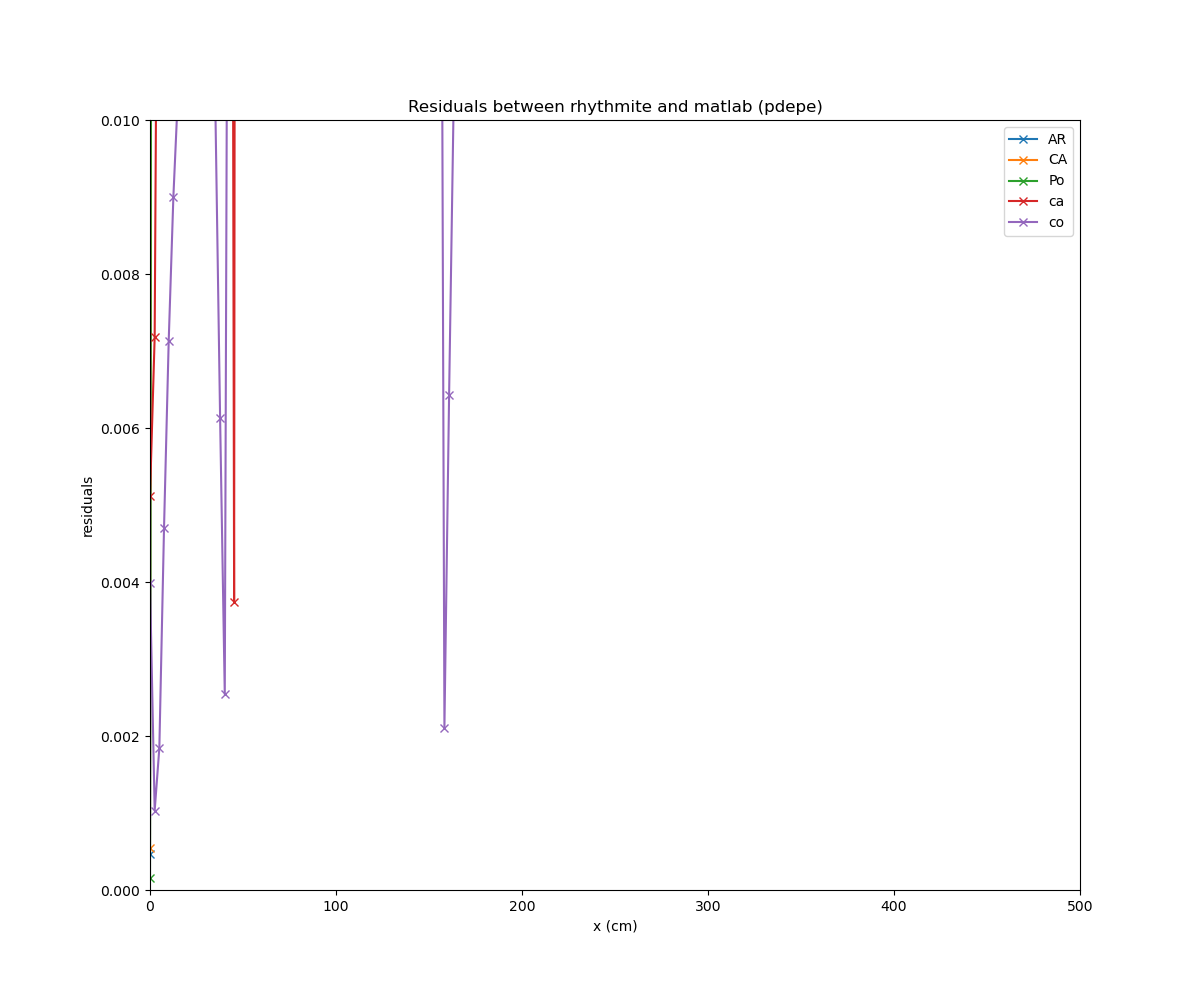 Residuals between rhythmite and matlab (pdepe)
0.010
0.008
0.006
0.004
0.002
0.000
residuals
0
100
200
300
400
500
x (cm)
AR
CA
Po
ca
co